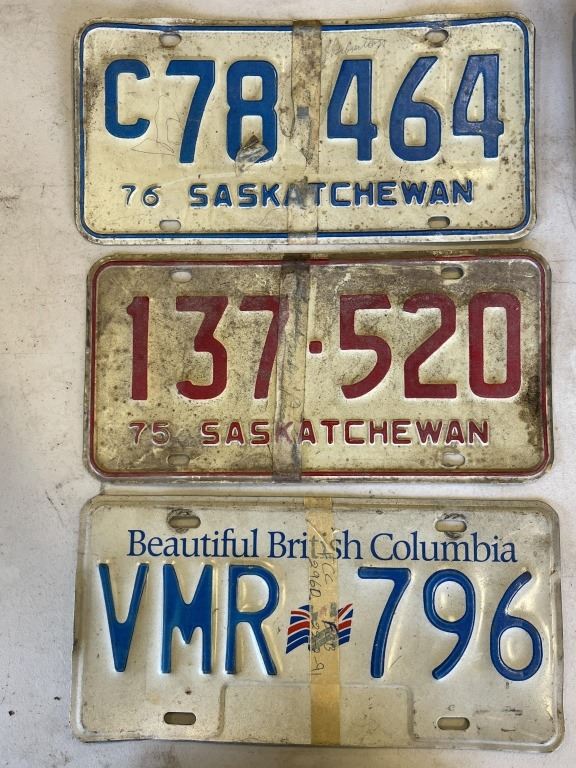 C78 464
76 SASKATCHEWAN
137·520
75 SASKATCHEWAN
Beautiful British Columbia
VMR 796